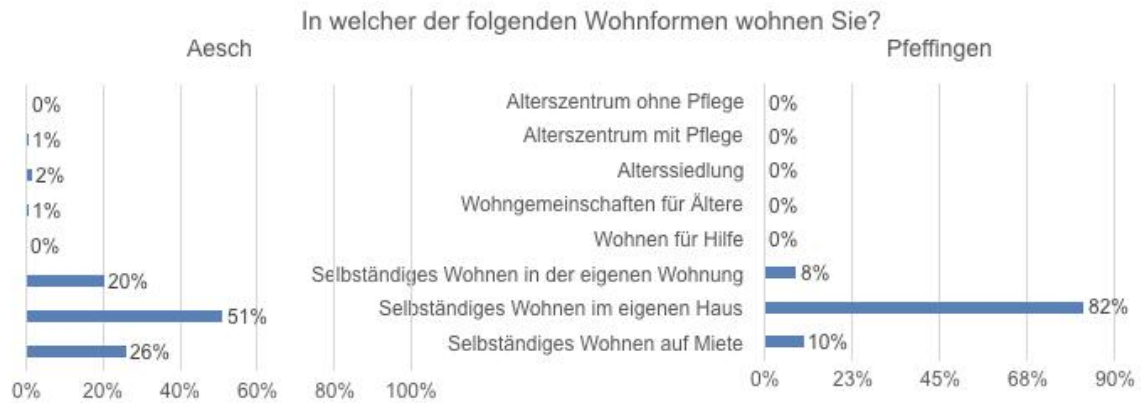 In welcher der folgenden Wohnformen wohnen Sie?
Aesch Pfeffingen
0% Alterszentrum ohne Pflege 0%
1% Alterszentrum mit Pflege 0%
2% Alterssiedlung 0%
1% Wohngemeinschaften für Ältere 0%
0% Wohnen für Hilfe 0%
20% Selbständiges Wohnen in der eigenen Wohnung 8%
51% Selbständiges Wohnen im eigenen Haus 82%
26% Selbständiges Wohnen auf Miete 10%
0% 20% 40% 60% 80% 100% 0% 23% 45% 68% 90%